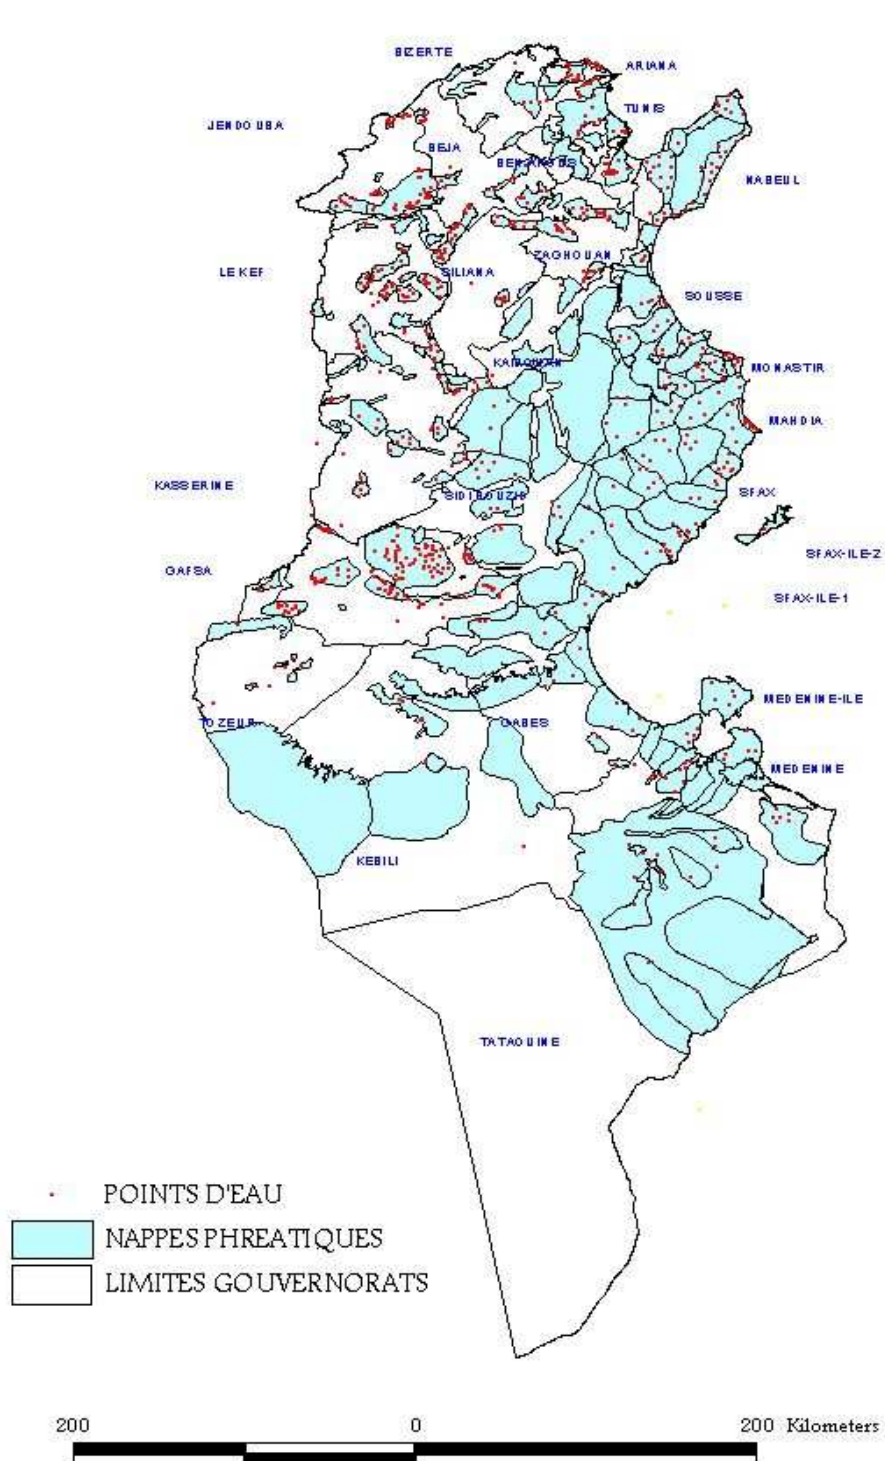 BIZERTE
ARIANA
TUNIS
JENDOUBA
BEJA
NABEUL
ZAGHOUAN
LE KEF
SILIANA
SOUSSE
KAIROUAN
MONASTIR
MAHDIA
KASSERINE
SIDI BOUZID
SFAX
SFAX-ILE-2
GAFSA
SFAX-ILE-1
MEDENINE-ILE
TOZEUR
GABES
MEDENINE
KEBILI
TATAOUINE
POINTS D'EAU
NAPPES PHREATIQUES
LIMITES GOUVERNORATS
200 0 200 Kilometers